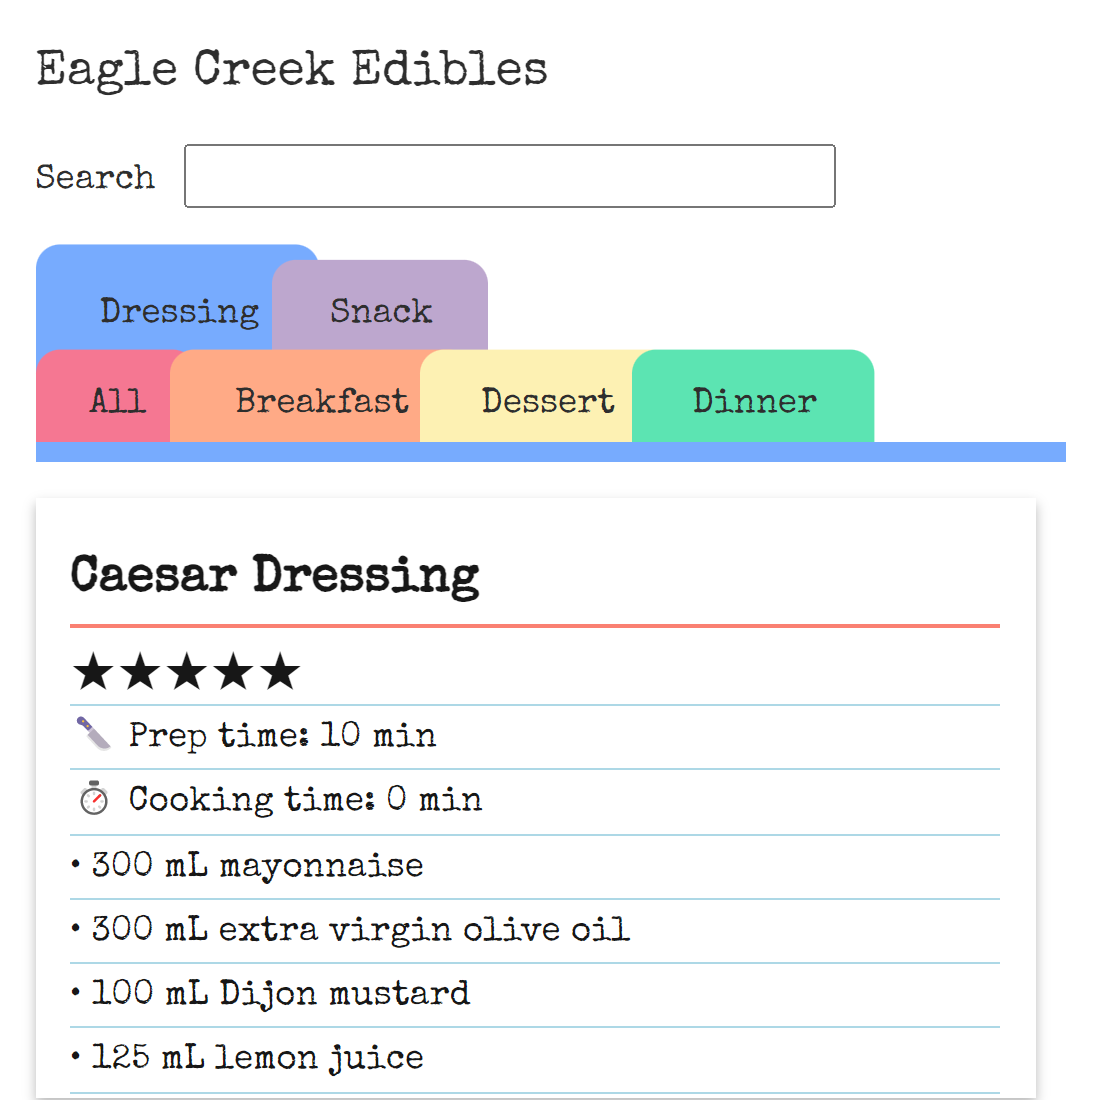 Eagle Creek Edibles
Search
Dressing Snack
All Breakfast Dessert Dinner
Caesar Dressing
★★★★★
Prep time: 10 min
Cooking time: 0 min
• 300 mL mayonnaise
• 300 mL extra virgin olive oil
• 100 mL Dijon mustard
• 125 mL lemon juice